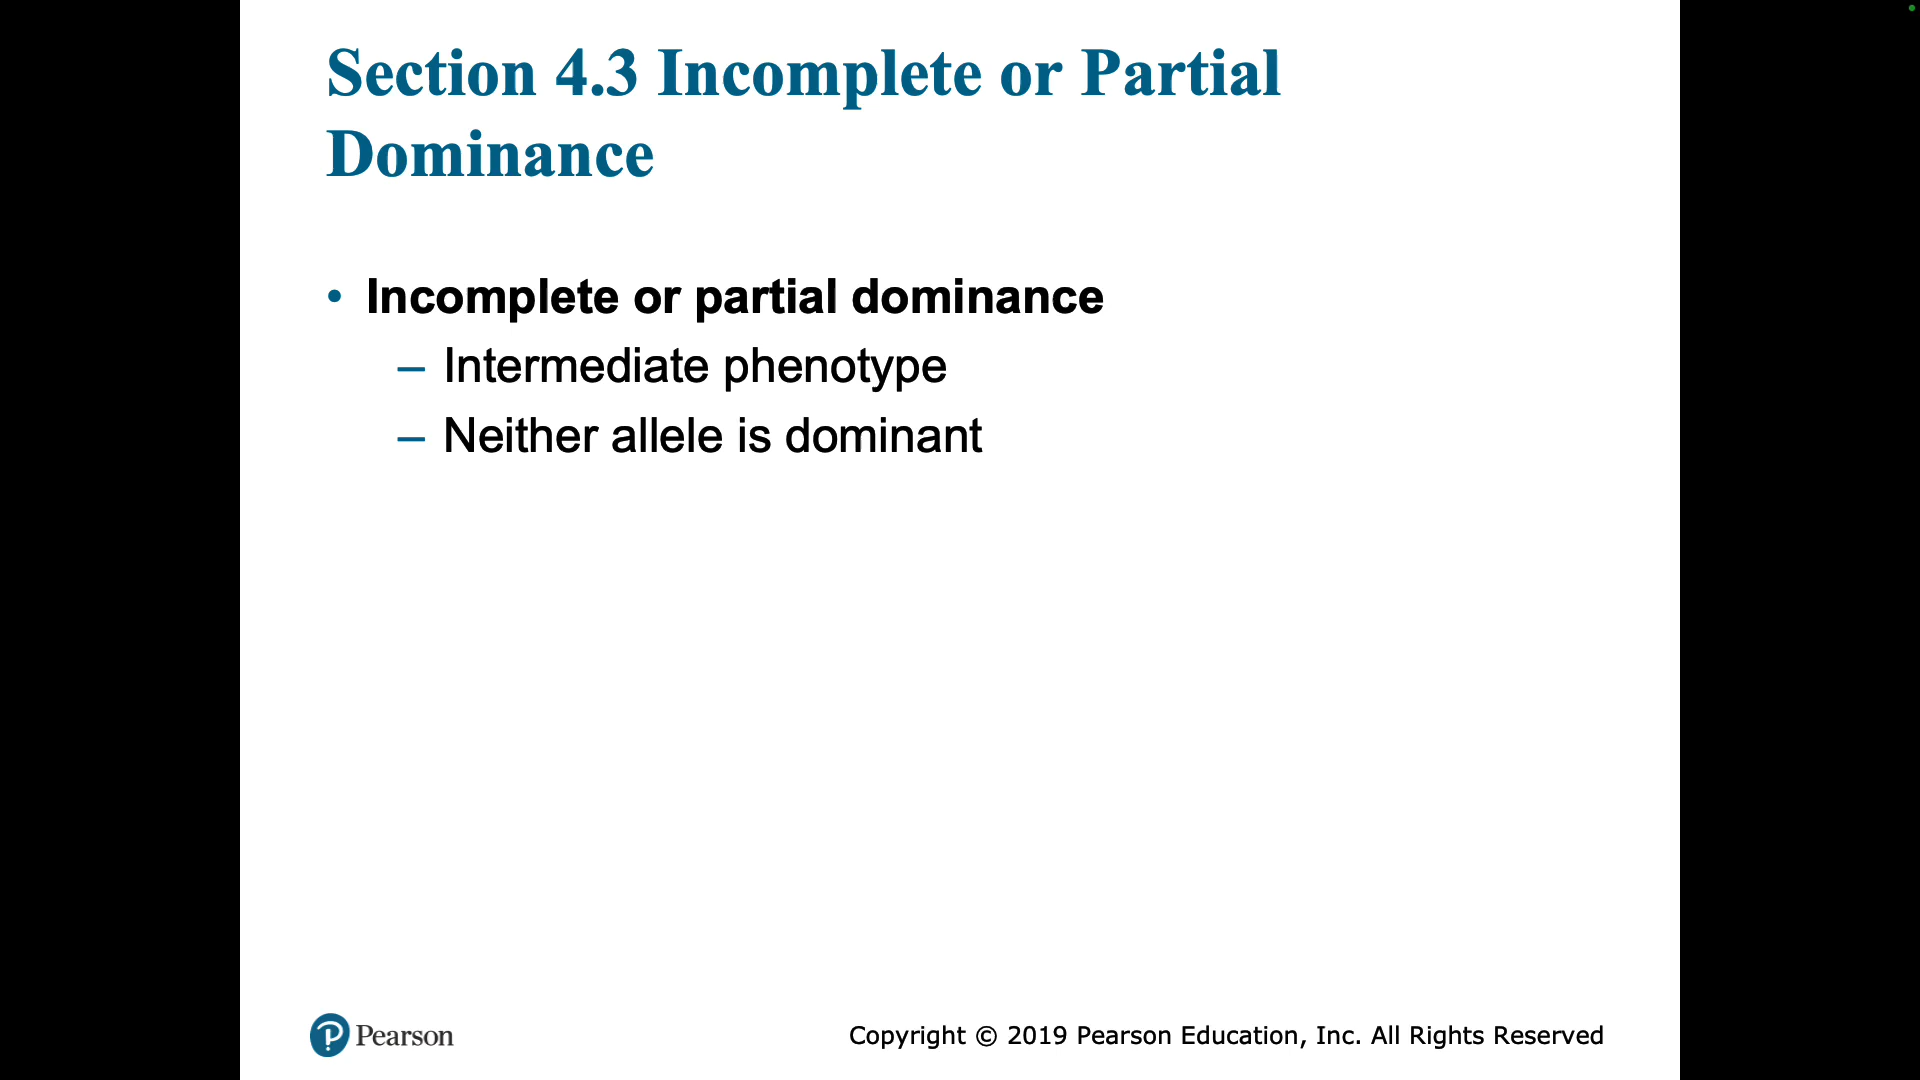 Section 4.3 Incomplete or Partial
Dominance
• Incomplete or partial dominance
– Intermediate phenotype
– Neither allele is dominant
Pearson
Copyright © 2019 Pearson Education, Inc. All Rights Reserved